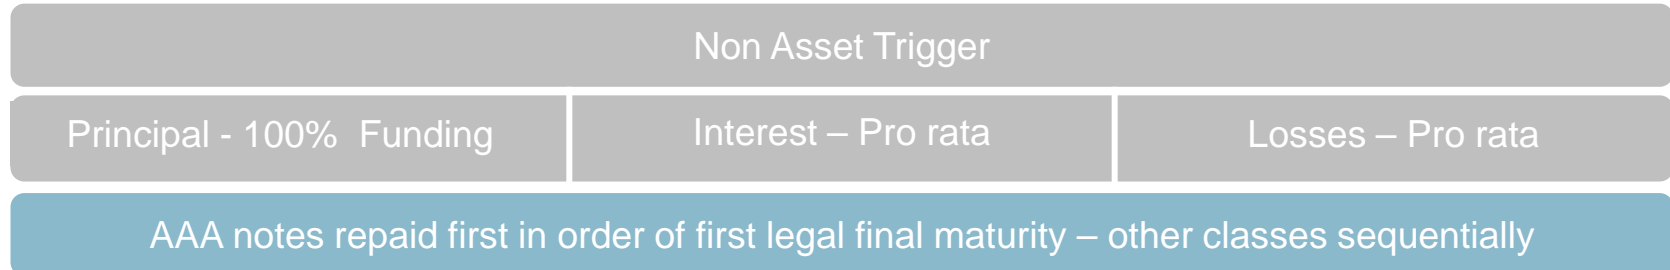 Non Asset Trigger
Principal - 100%  Funding
Interest – Pro rata
Losses – Pro rata
AAA notes repaid first in order of first legal final maturity – other classes sequentially